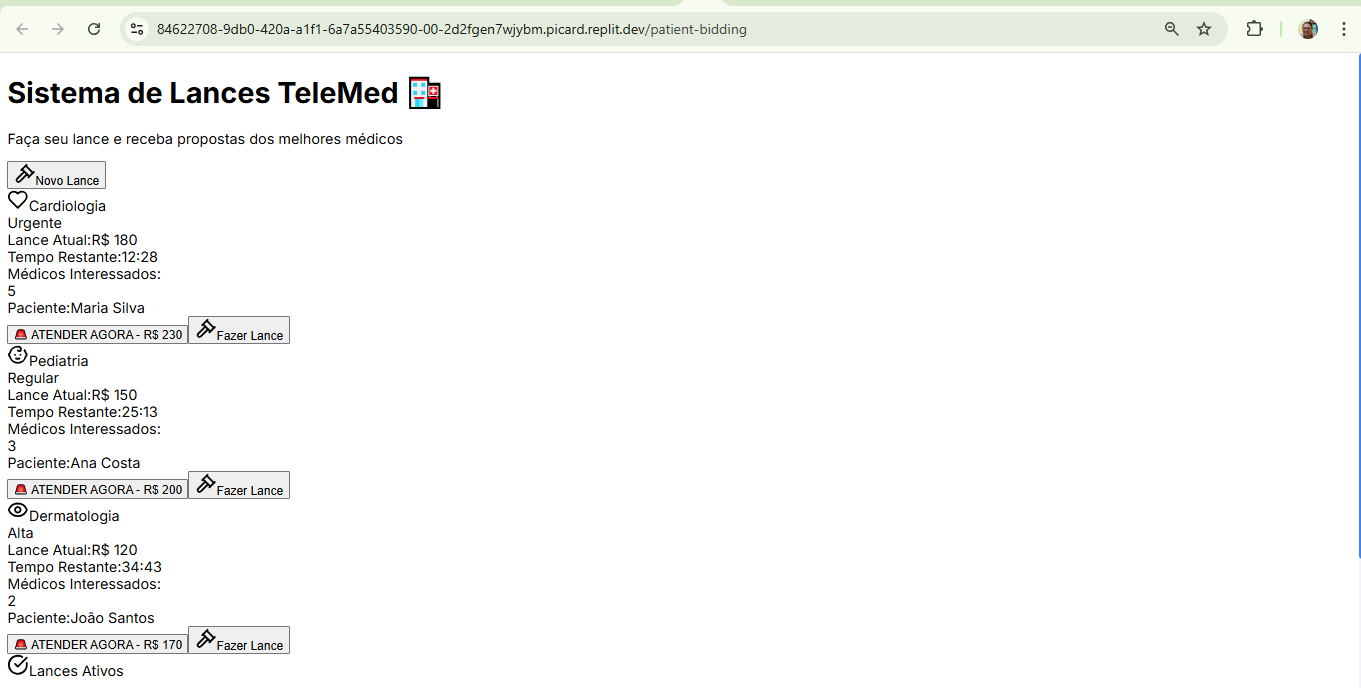 84622708-9db0-420a-a1f1-6a7a55403590-00-2d2fgen7wjybm.picard.replit.dev/patient-bidding
Sistema de Lances TeleMed 🏥
Faça seu lance e receba propostas dos melhores médicos
Novo Lance
Cardiologia
Urgente
Lance Atual:R$ 180
Tempo Restante:12:28
Médicos Interessados:
5
Paciente:Maria Silva
🚨 ATENDER AGORA - R$ 230 Fazer Lance
Pediatria
Regular
Lance Atual:R$ 150
Tempo Restante:25:13
Médicos Interessados:
3
Paciente:Ana Costa
🚨 ATENDER AGORA - R$ 200 Fazer Lance
Dermatologia
Alta
Lance Atual:R$ 120
Tempo Restante:34:43
Médicos Interessados:
2
Paciente:João Santos
🚨 ATENDER AGORA - R$ 170 Fazer Lance
Lances Ativos